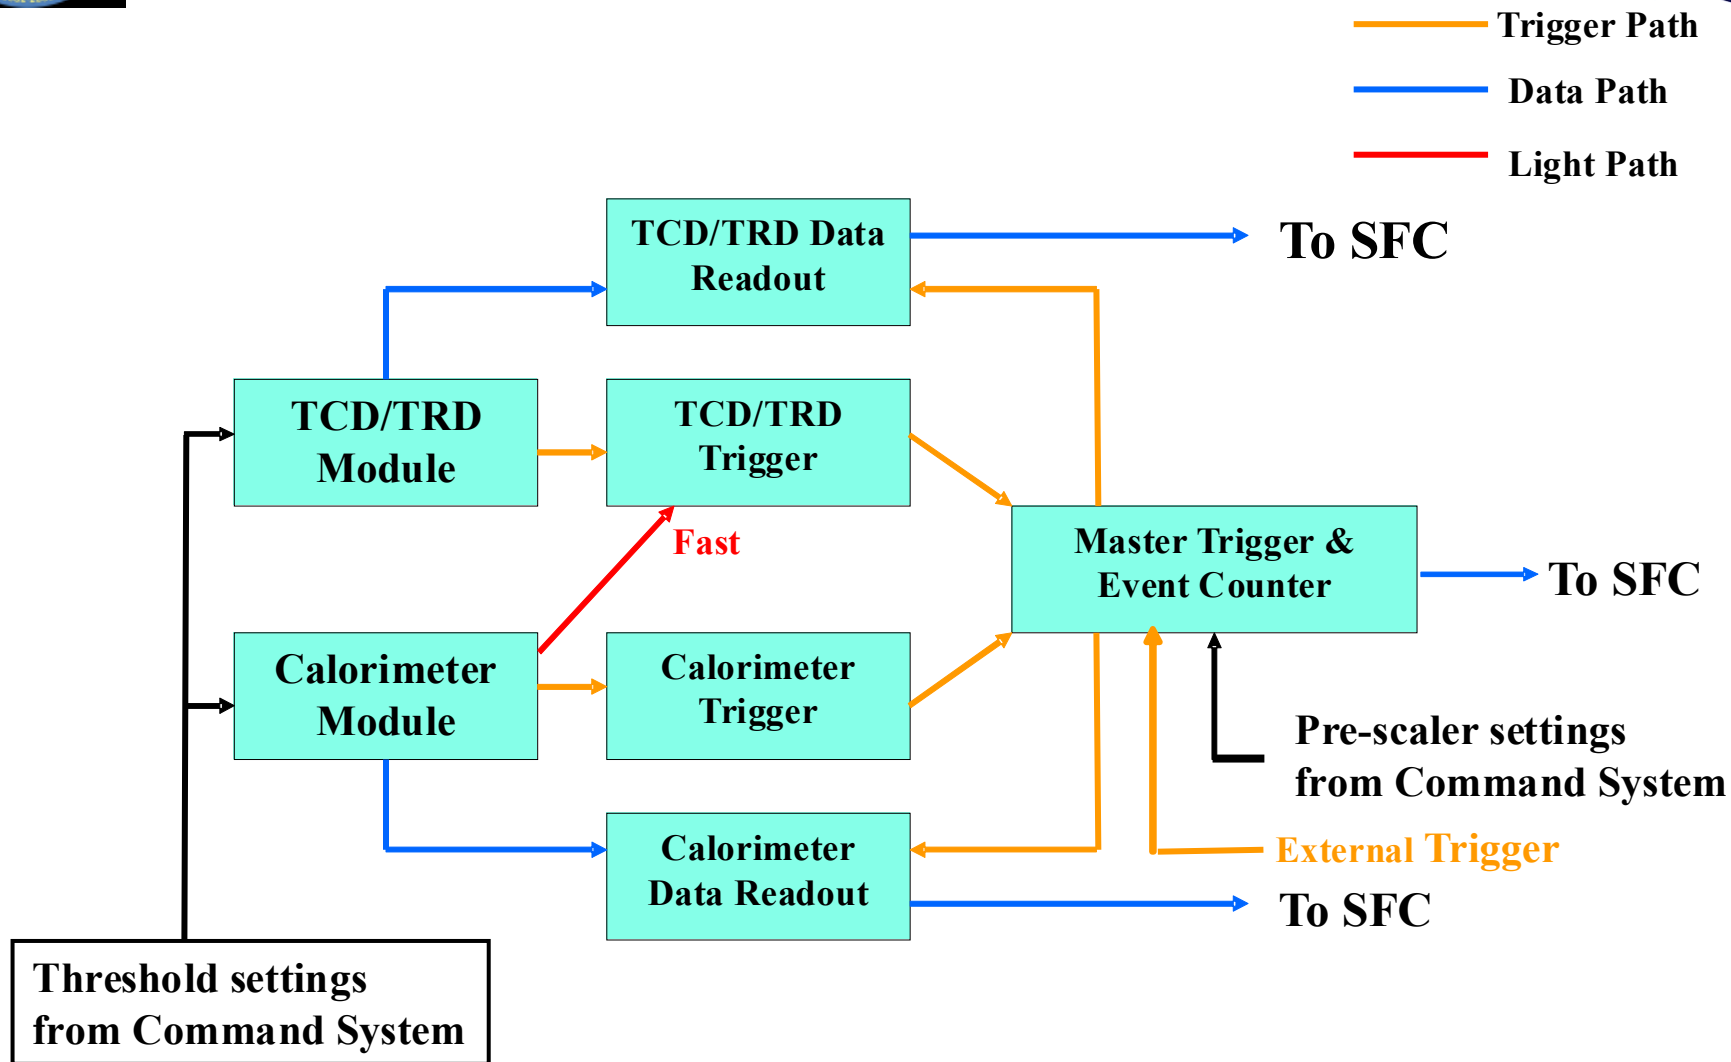 Trigger Path
Data Path
Light Path
TCD/TRD Data
Readout
To SFC
TCD/TRD
Module
TCD/TRD
Trigger
Fast
Master Trigger &
Event Counter
To SFC
Calorimeter
Module
Calorimeter
Trigger
Pre-scaler settings
from Command System
Calorimeter
Data Readout
External Trigger
To SFC
Threshold settings
from Command System